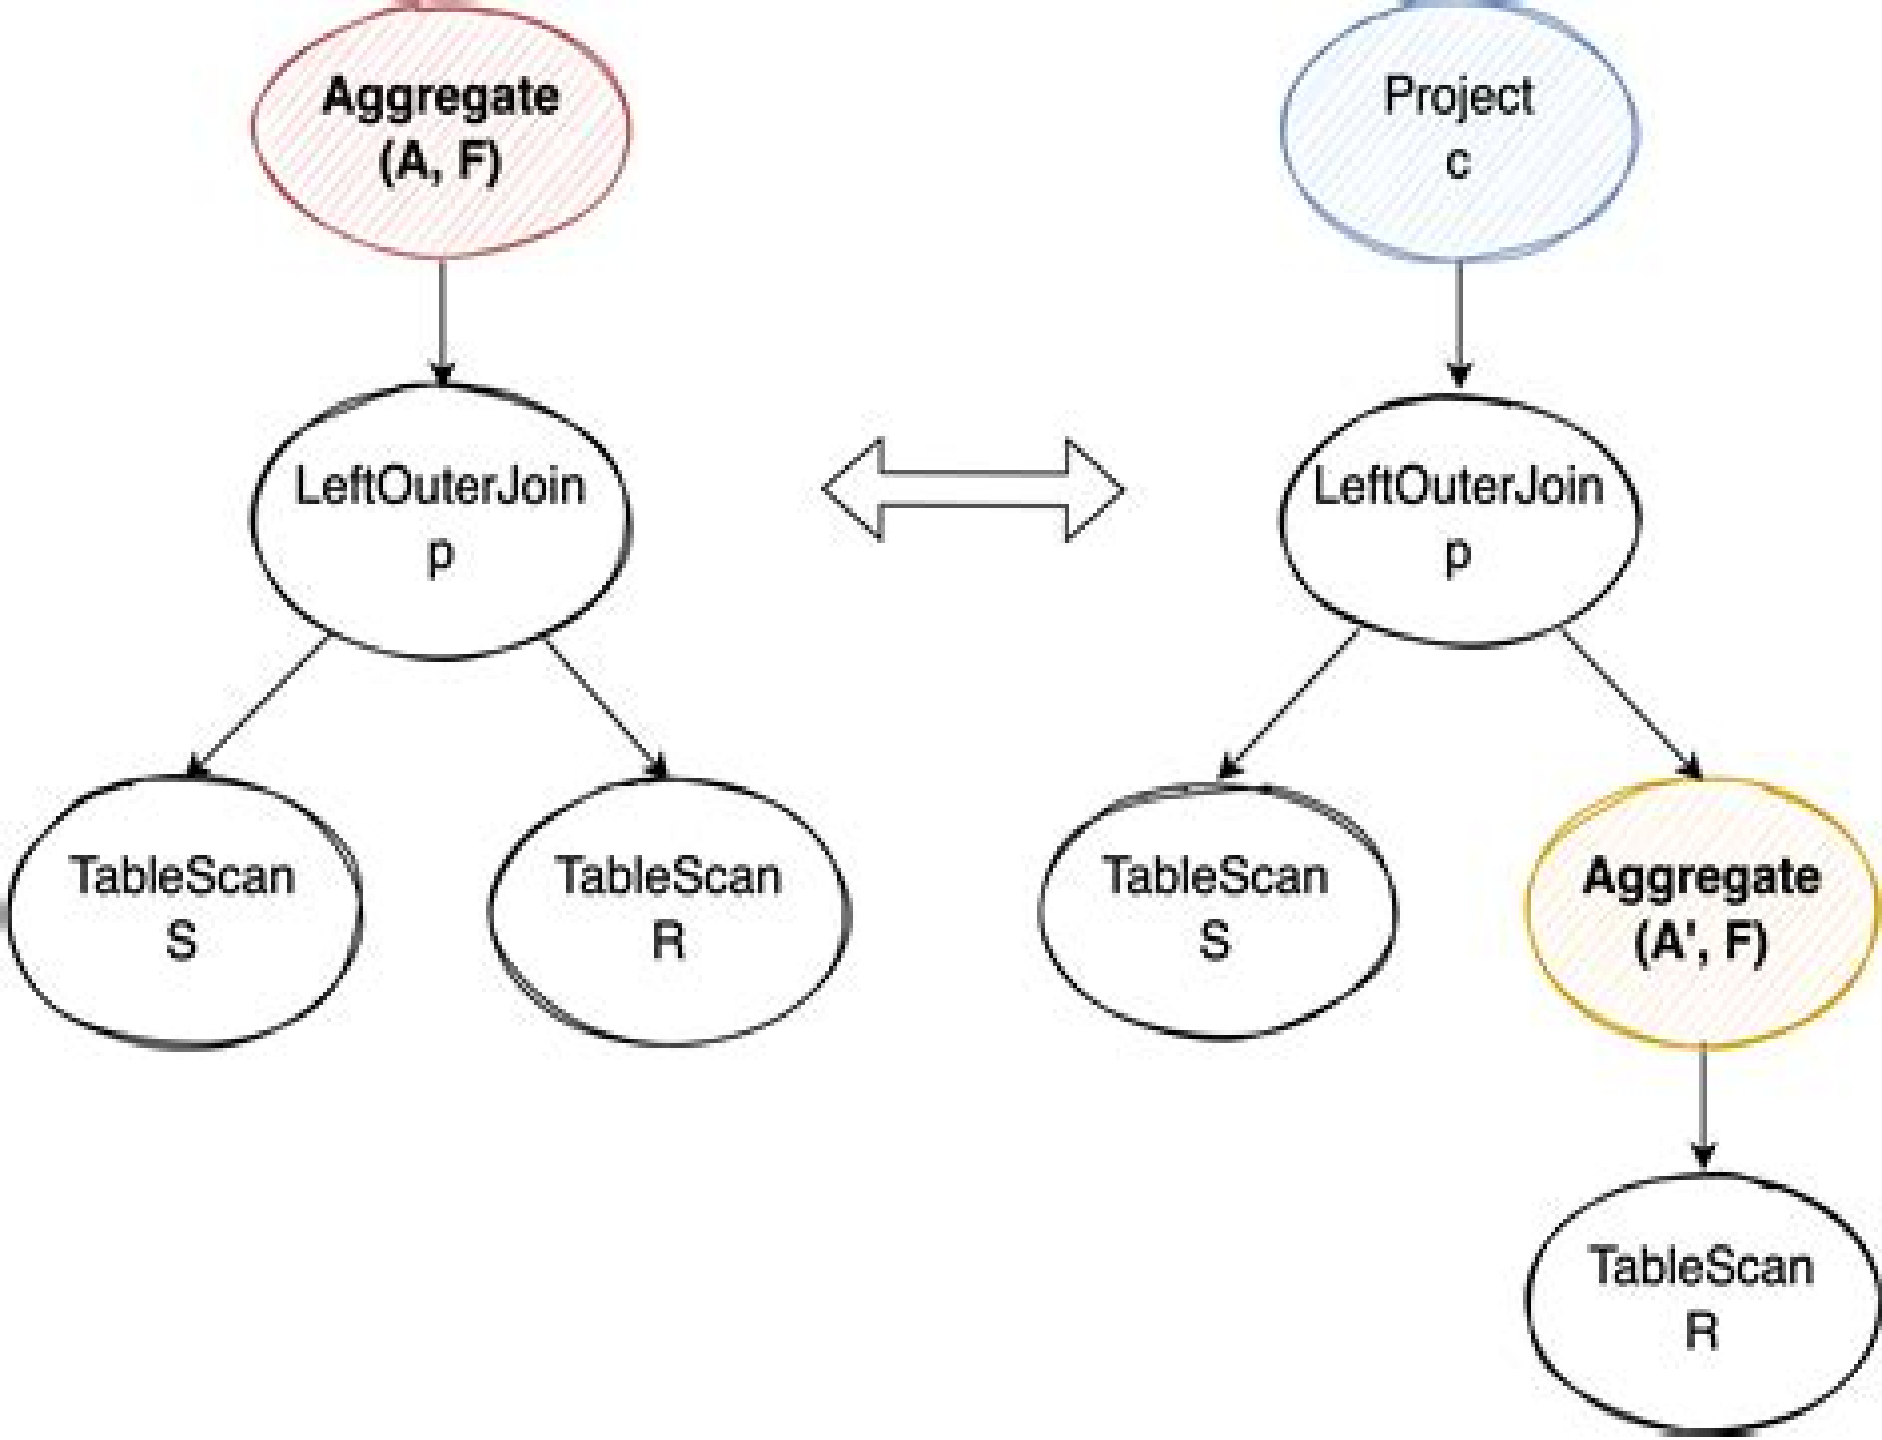 Aggregate
(A, F)
Project
c
LeftOuterJoin
p
LeftOuterJoin
p
TableScan
S
TableScan
R
TableScan
S
Aggregate
(A', F)
TableScan
R